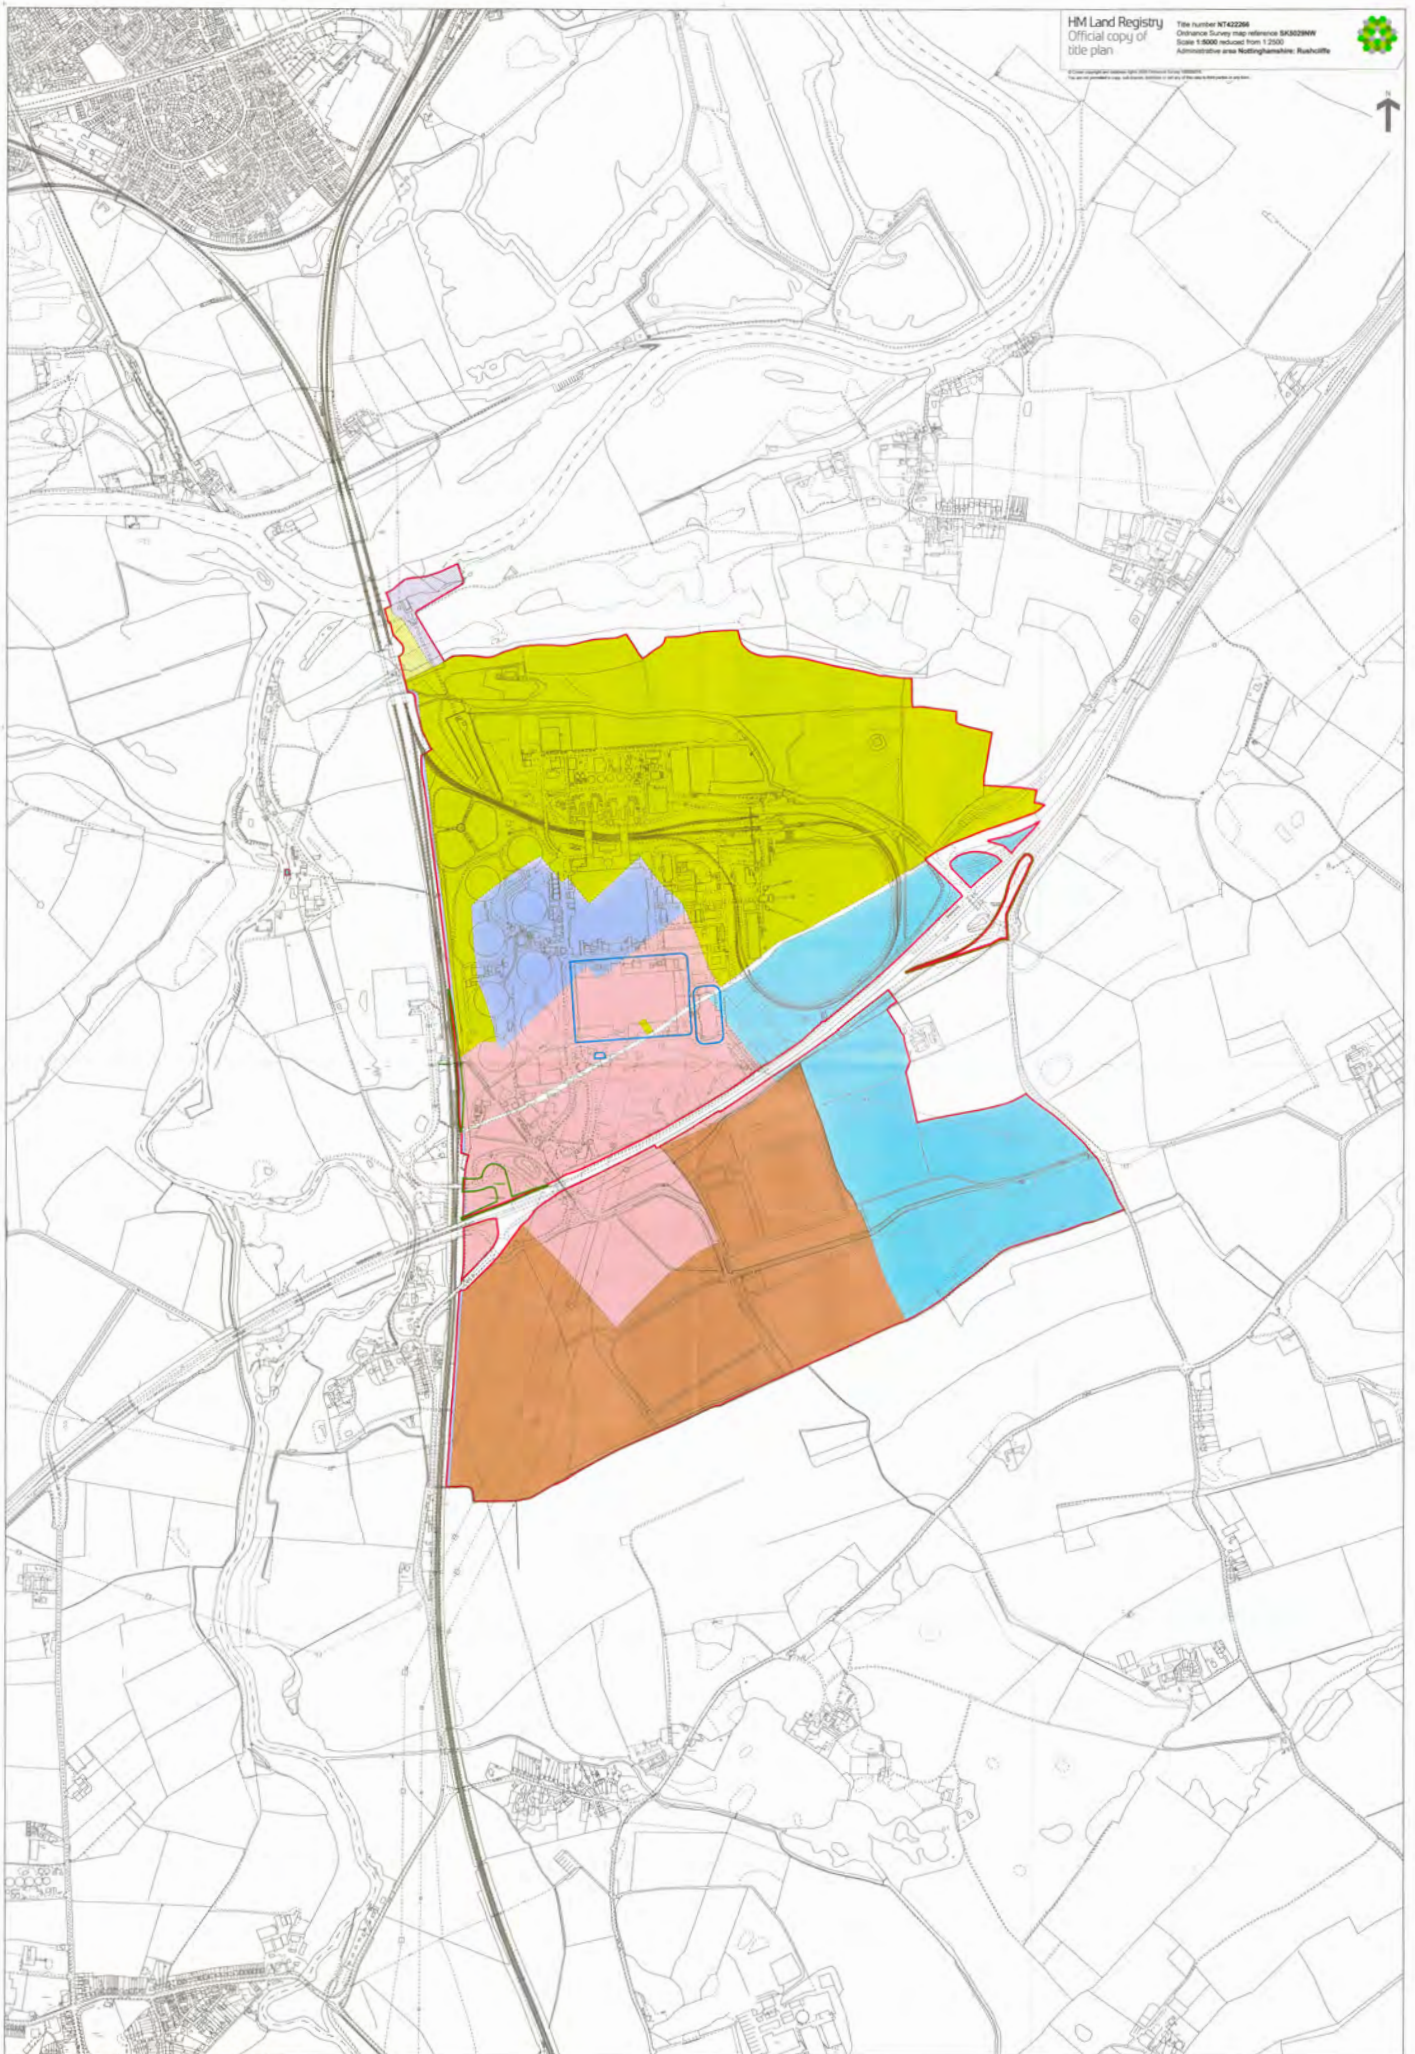 HM Land Registry
Official copy of
title plan
Title number NT422266
Ordnance Survey map reference SK5029NW
Scale 1:5000 reduced from 1:2500
Administrative area Nottinghamshire: Rushcliffe
N